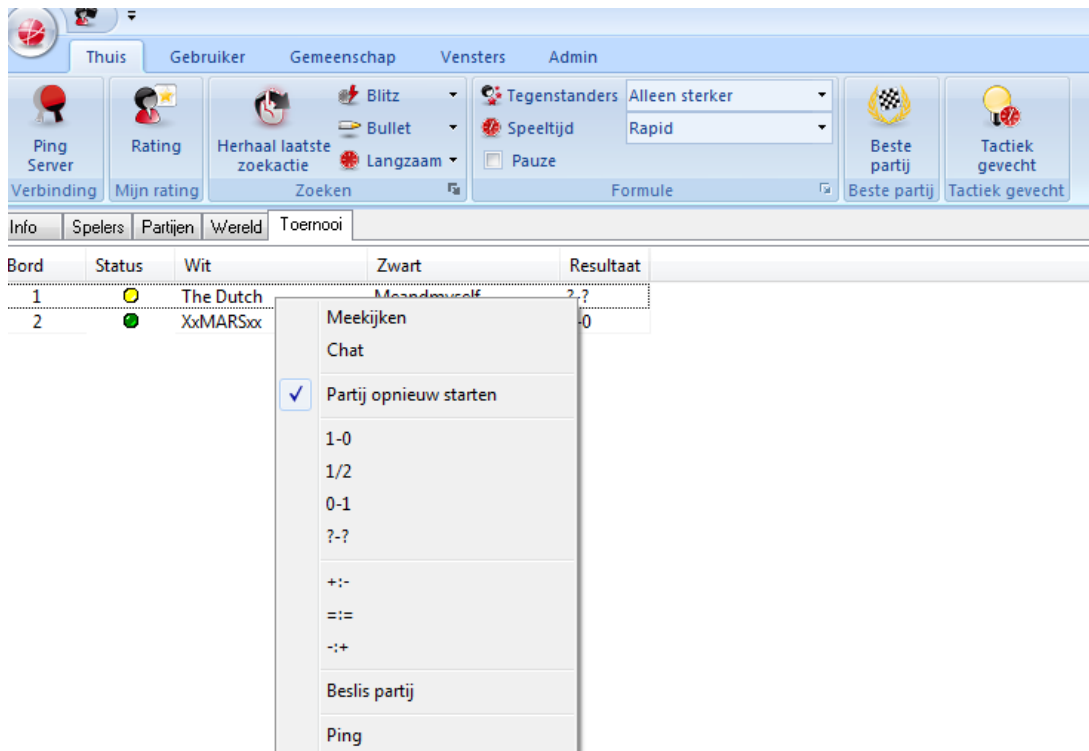 Thuis Gebruiker Gemeenschap Vensters Admin
Blitz Tegenstanders Alleen sterker
Bullet Speeltijd Rapid
Langzaam Pauze
Ping Server
Rating
Herhaal laatste zoekactie
Beste partij
Tactiek gevecht
Verbinding Mijn rating Zoeken Formule Beste partij Tactiek gevecht
Info Spelers Partijen Wereld Toernooi
Bord Status Wit Zwart Resultaat
1 The Dutch Meandmyself ?-?
2 XxMARSxx -0
Meekijken
Chat
Partij opnieuw starten
1-0
1/2
0-1
?-?
+:-
=:=
-:+
Beslis partij
Ping